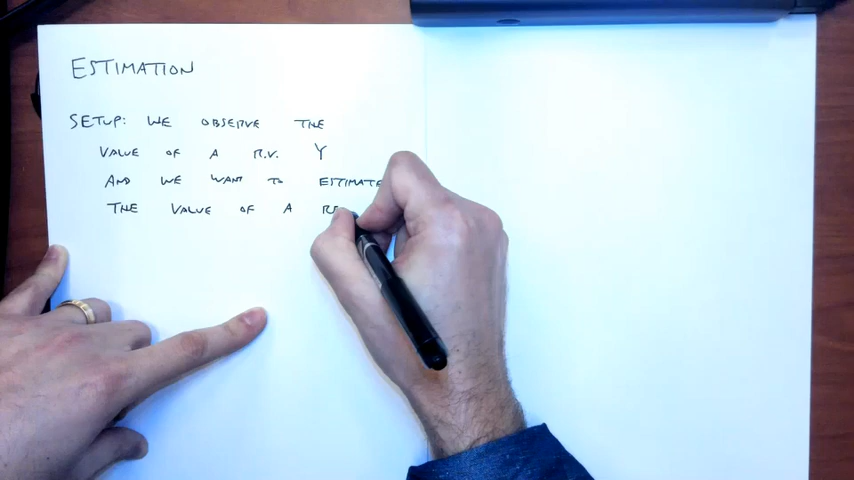 ESTIMATION
SETUP: WE OBSERVE THE
VALUE OF A R.V. Y
AND WE WANT TO ESTIMATE
THE VALUE OF A